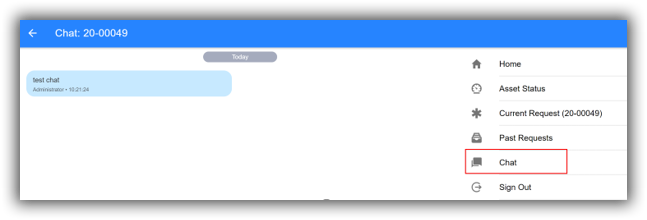 Chat: 20-00049
Today
test chat
Administrator • 10:21:24
Home
Asset Status
Current Request (20-00049)
Past Requests
Chat
Sign Out